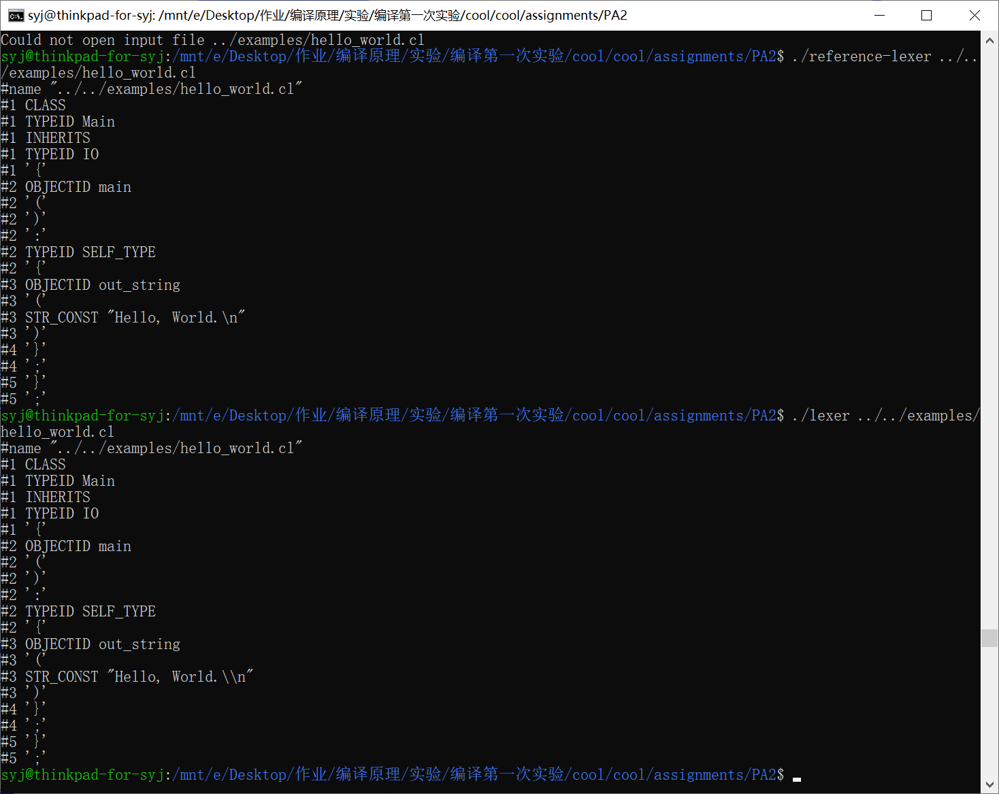 syj@thinkpad-for-syj: /mnt/e/Desktop/作业/编译原理/实验/编译第一次实验/cool/cool/assignments/PA2
Could not open input file ../examples/hello_world.cl
syj@thinkpad-for-syj:/mnt/e/Desktop/作业/编译原理/实验/编译第一次实验/cool/cool/assignments/PA2$ ./reference-lexer ../..
/examples/hello_world.cl
#name "../../examples/hello_world.cl"
#1 CLASS
#1 TYPEID Main
#1 INHERITS
#1 TYPEID IO
#1 '{'
#2 OBJECTID main
#2 '('
#2 ')'
#2 ':'
#2 TYPEID SELF_TYPE
#2 '{'
#3 OBJECTID out_string
#3 '('
#3 STR_CONST "Hello, World.\n"
#3 ')'
#4 '}'
#4 ';'
#5 '}'
#5 ';'
syj@thinkpad-for-syj:/mnt/e/Desktop/作业/编译原理/实验/编译第一次实验/cool/cool/assignments/PA2$ ./lexer ../../examples/
hello_world.cl
#name "../../examples/hello_world.cl"
#1 CLASS
#1 TYPEID Main
#1 INHERITS
#1 TYPEID IO
#1 '{'
#2 OBJECTID main
#2 '('
#2 ')'
#2 ':'
#2 TYPEID SELF_TYPE
#2 '{'
#3 OBJECTID out_string
#3 '('
#3 STR_CONST "Hello, World.\\n"
#3 ')'
#4 '}'
#4 ';'
#5 '}'
#5 ';'
syj@thinkpad-for-syj:/mnt/e/Desktop/作业/编译原理/实验/编译第一次实验/cool/cool/assignments/PA2$